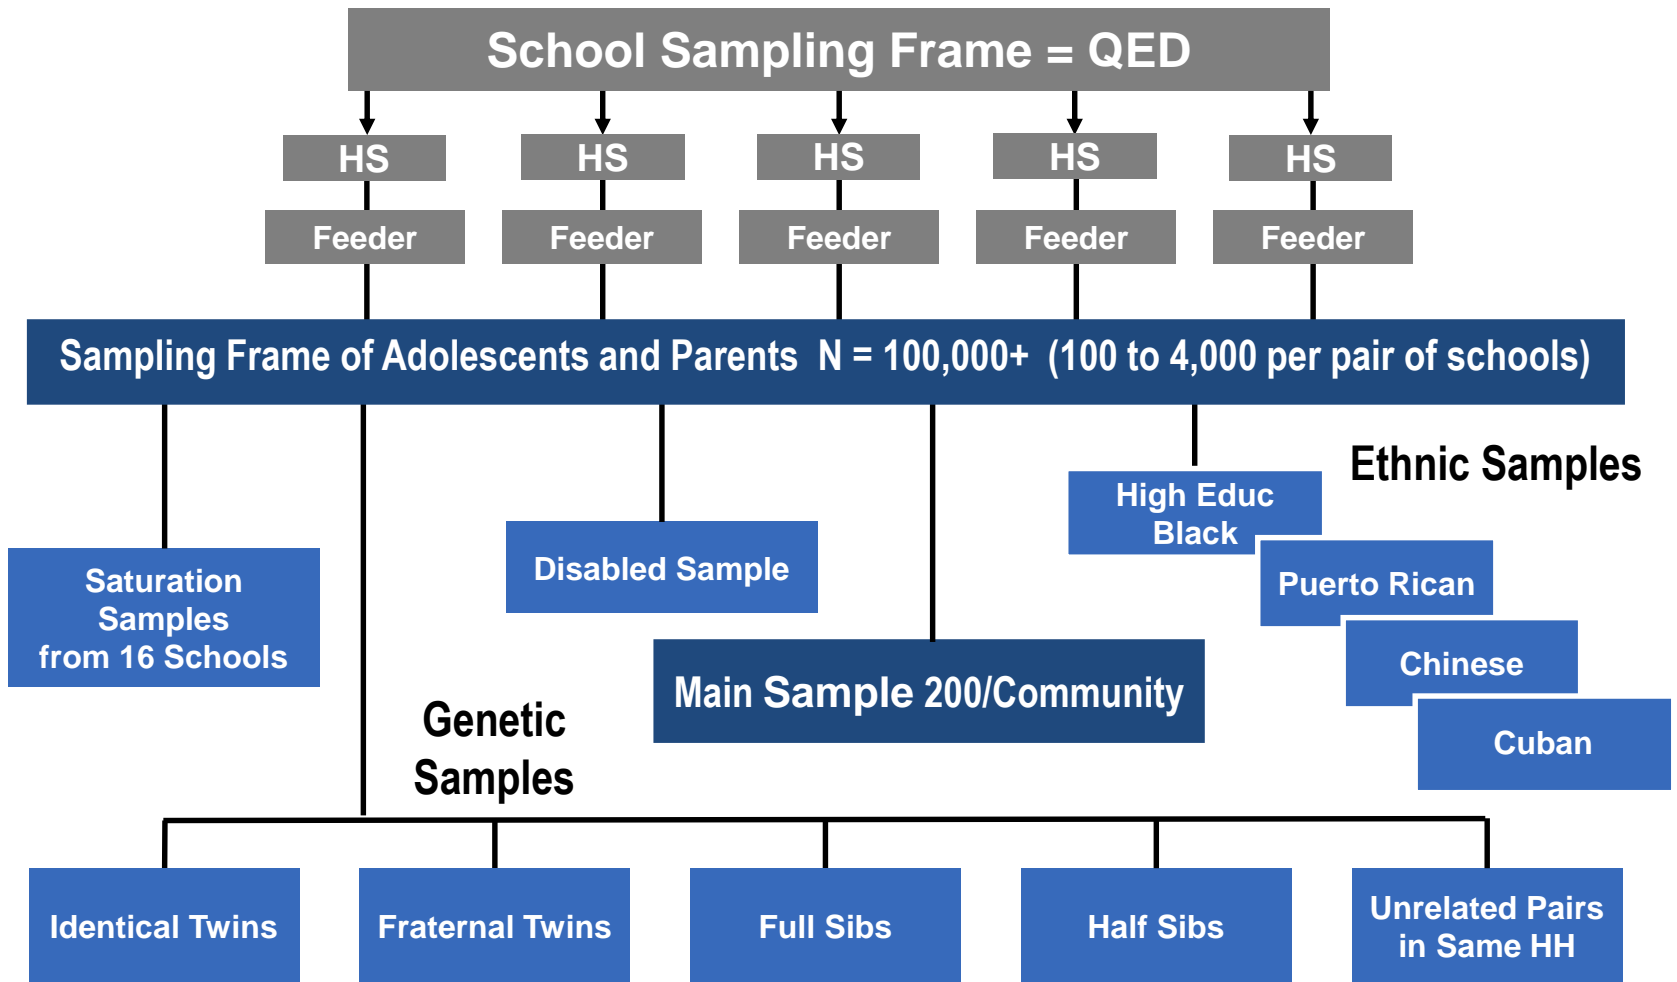 School Sampling Frame = QED
HS
HS
HS
HS
HS
Feeder
Feeder
Feeder
Feeder
Feeder
Sampling Frame of Adolescents and Parents N = 100,000+ (100 to 4,000 per pair of schools)
Ethnic Samples
High Educ
Black
Puerto Rican
Chinese
Cuban
Disabled Sample
Saturation
Samples
from 16 Schools
Main Sample 200/Community
Genetic
Samples
Identical Twins
Fraternal Twins
Full Sibs
Half Sibs
Unrelated Pairs
in Same HH